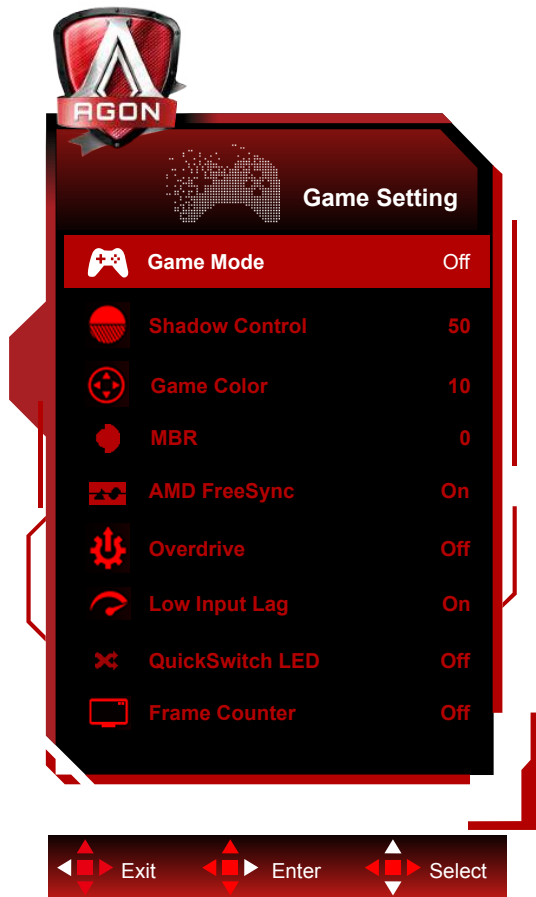 AGON
Game Setting
Game Mode Off
Shadow Control 50
Game Color 10
MBR 0
AMD FreeSync On
Overdrive Off
Low Input Lag On
QuickSwitch LED Off
Frame Counter Off
Exit Enter Select